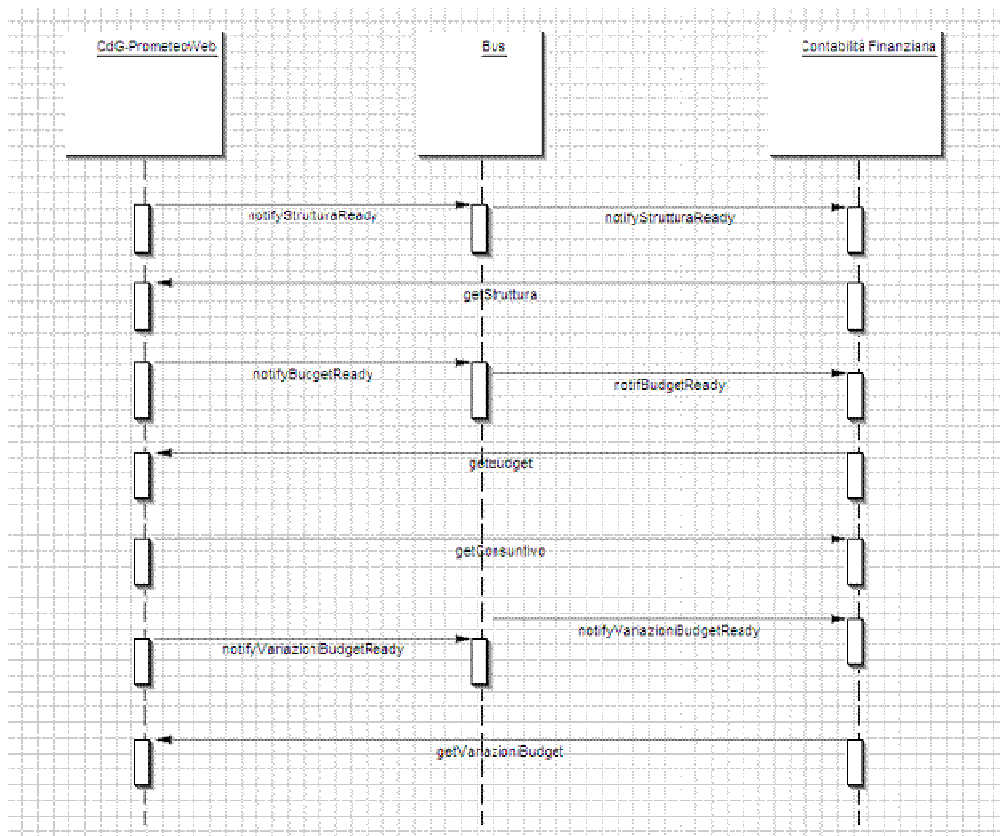 CdG-PrometeoWeb
Bus
Contabilità Finanziaria
notifyStrutturaReady
notifyStrutturaReady
getStruttura
notifyBudgetReady
notifBudgetReady
getBudget
getConsuntivo
notifyVariazioniBudgetReady
notifyVariazioniBudgetReady
getVariazioniBudget